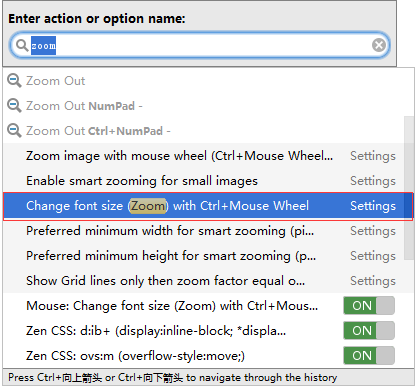 Enter action or option name:
zoom
Zoom Out
Zoom Out NumPad -
Zoom Out Ctrl+NumPad -
Zoom image with mouse wheel (Ctrl+Mouse Wheel... Settings
Enable smart zooming for small images Settings
Change font size (Zoom) with Ctrl+Mouse Wheel Settings
Preferred minimum width for smart zooming (pi... Settings
Preferred minimum height for smart zooming (p... Settings
Show Grid lines only then zoom factor equal o... Settings
Mouse: Change font size (Zoom) with Ctrl+Mous... ON
Zen CSS: d:ib+ (display:inline-block; *displa... ON
Zen CSS: ovs:m (overflow-style:move;) ON
Press Ctrl+向上箭头 or Ctrl+向下箭头 to navigate through the history